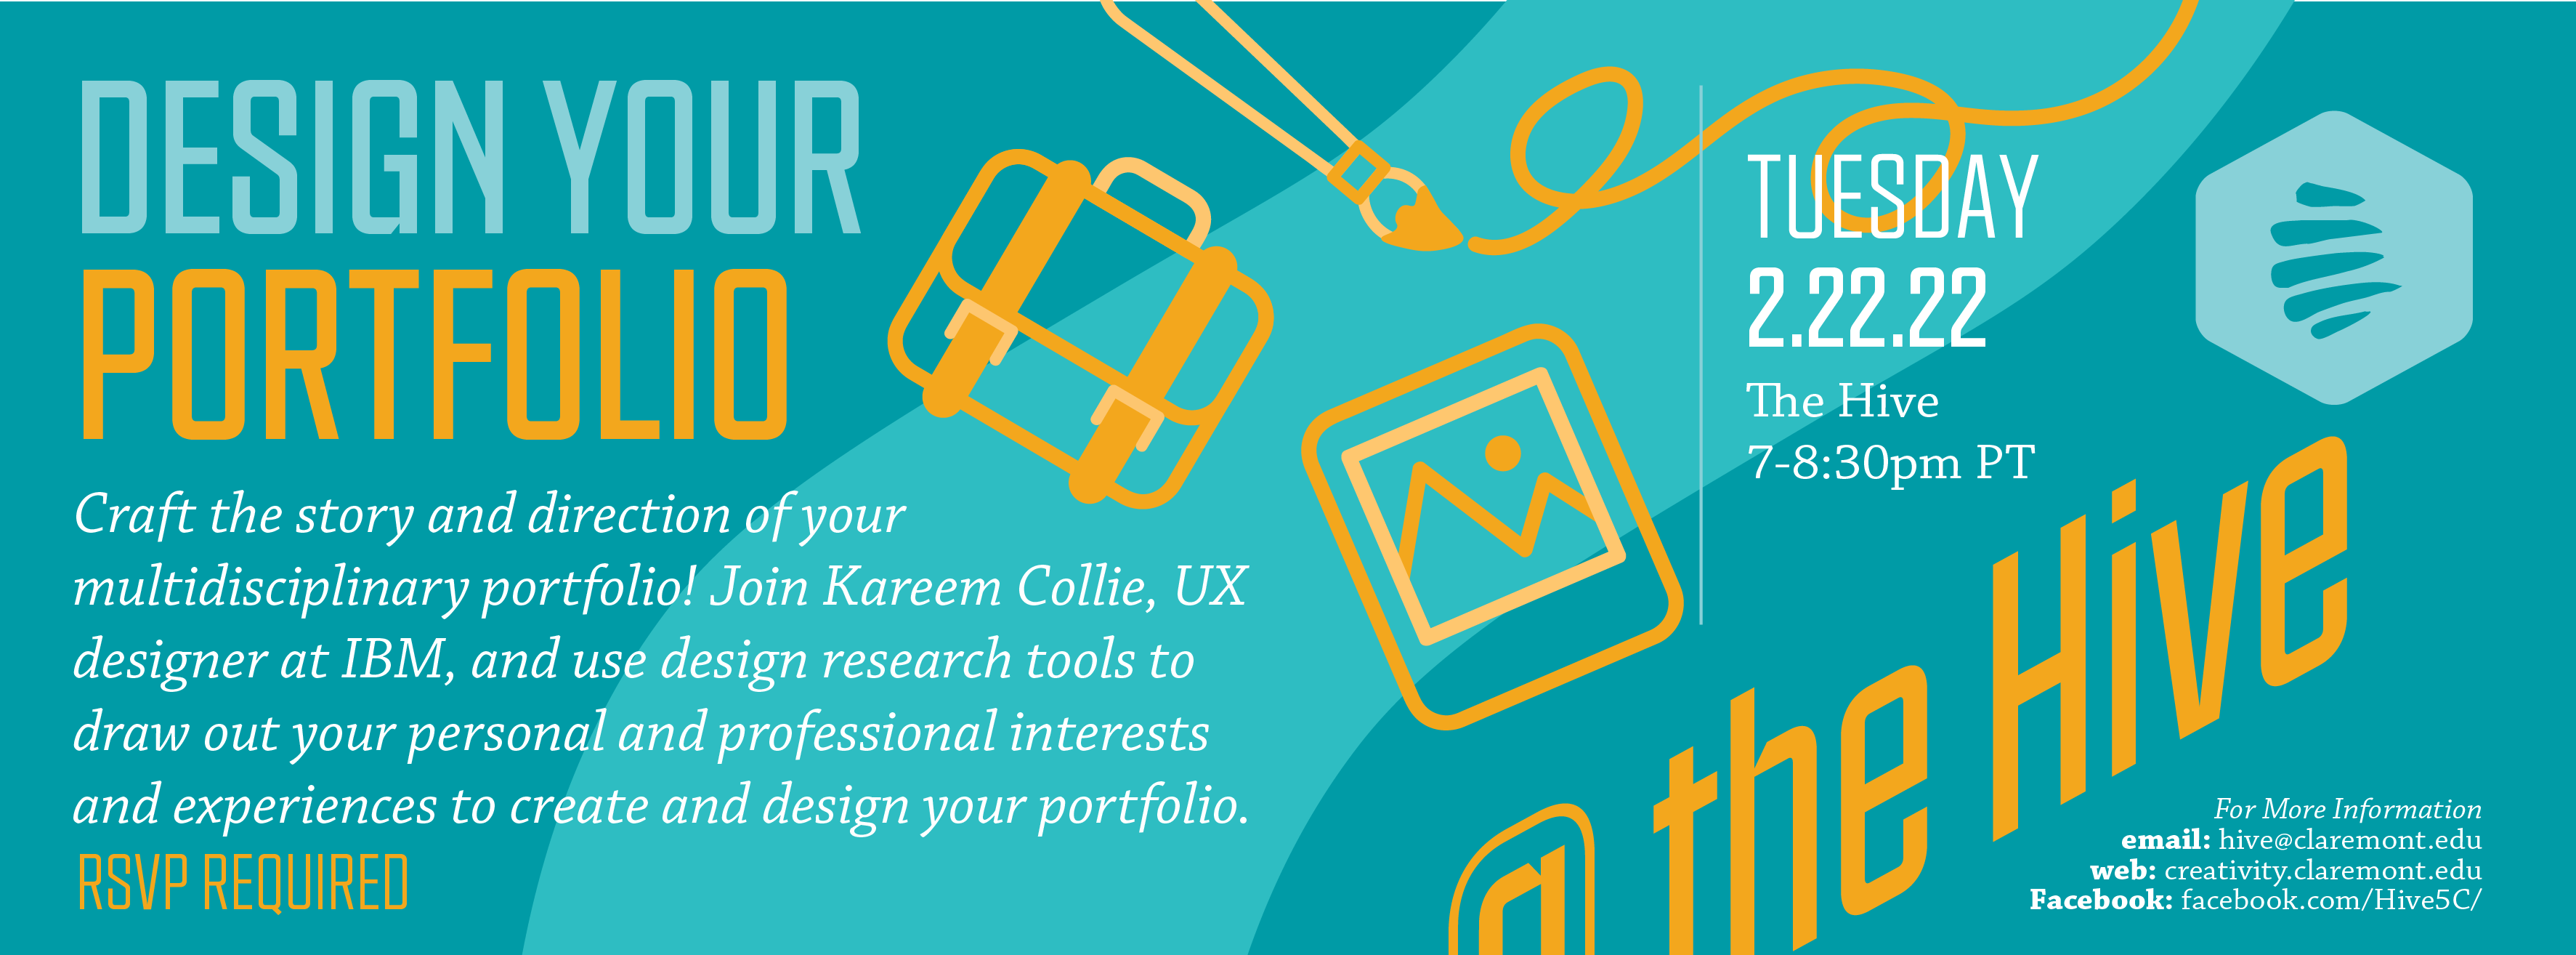 DESIGN YOUR
PORTFOLIO
Craft the story and direction of your
multidisciplinary portfolio! Join Kareem Collie, UX
designer at IBM, and use design research tools to
draw out your personal and professional interests
and experiences to create and design your portfolio.
RSVP REQUIRED
TUESDAY
2.22.22
The Hive
7-8:30pm PT
@ the Hive
For More Information
email: hive@claremont.edu
web: creativity.claremont.edu
Facebook: facebook.com/Hive5C/